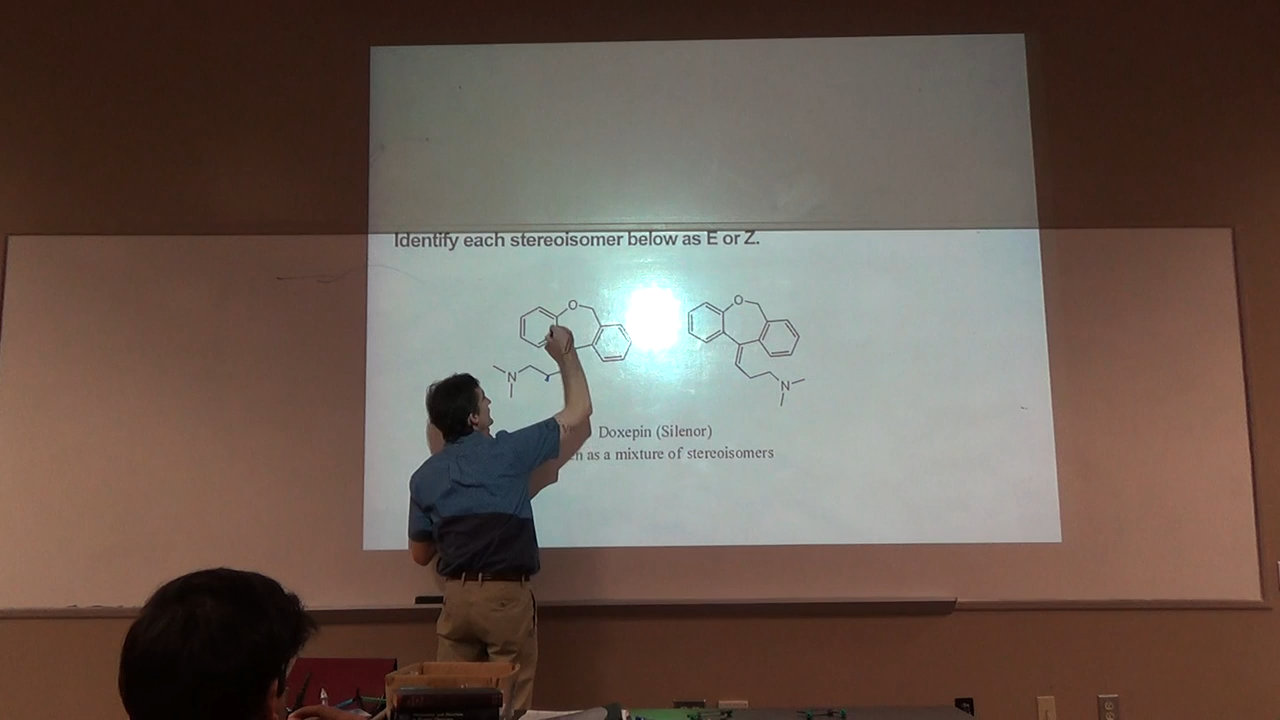 Identify each stereoisomer below as E or Z.
O
O
N
N
Doxepin (Silenor)
as a mixture of stereoisomers